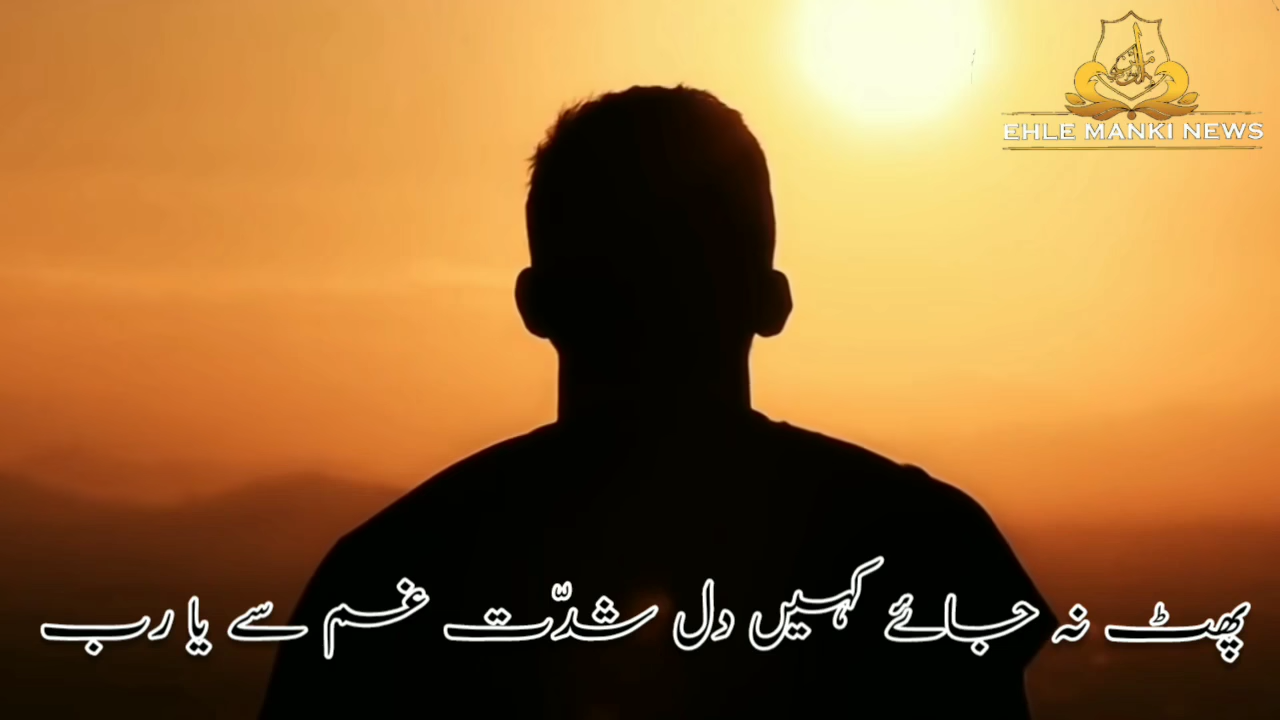 EHLE MANKI NEWS
پھٹ نہ جائے کہیں دل شدّت غم سے یا رب